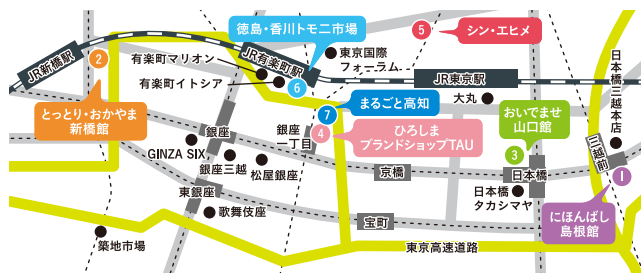 徳島・香川トモニ市場
5
シン・エヒメ
JR新橋駅
2
有楽町マリオン
JR有楽町駅
東京国際
フォーラム
JR東京駅
日本橋三越本店
有楽町イトシア
6
大丸
とっとり・おかやま
新橋館
7
まるごと高知
おいでませ
山口館
銀座
銀座
一丁目
4
ひろしま
ブランドショップTAU
三越前
GINZA SIX
銀座三越
松屋銀座
京橋
3
日本橋
1
東銀座
日本橋
タカシマヤ
歌舞伎座
宝町
にほんばし
島根館
築地市場
東京高速道路